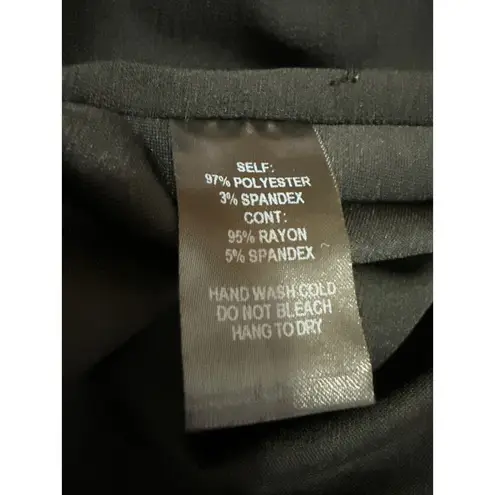 SELF:
97% POLYESTER
3% SPANDEX
CONT:
95% RAYON
5% SPANDEX
HAND WASH COLD
DO NOT BLEACH
HANG TO DRY